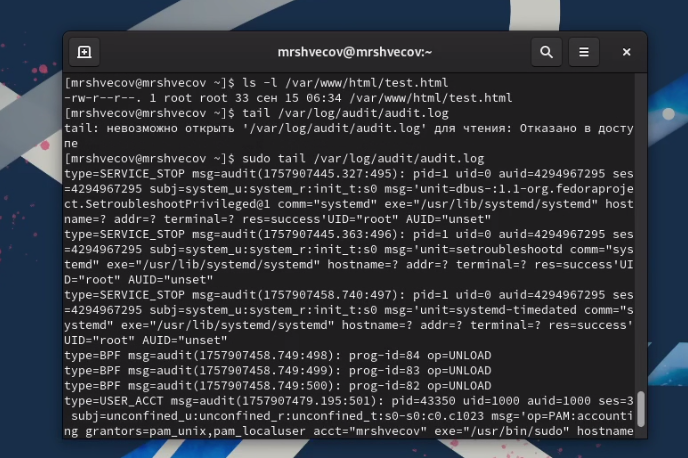 mrshvecov@mrshvecov:~
[mrshvecov@mrshvecov ~]$ ls -l /var/www/html/test.html
-rw-r--r--. 1 root root 33 сен 15 06:34 /var/www/html/test.html
[mrshvecov@mrshvecov ~]$ tail /var/log/audit/audit.log
tail: невозможно открыть '/var/log/audit/audit.log' для чтения: Отказано в досту
пе
[mrshvecov@mrshvecov ~]$ sudo tail /var/log/audit/audit.log
type=SERVICE_STOP msg=audit(1757907445.327:495): pid=1 uid=0 auid=4294967295 ses
=4294967295 subj=system_u:system_r:init_t:s0 msg='unit=dbus-:1.1-org.fedoraproje
ct.SetroubleshootPrivileged@1 comm="systemd" exe="/usr/lib/systemd/systemd" host
name=? addr=? terminal=? res=success'UID="root" AUID="unset"
type=SERVICE_STOP msg=audit(1757907445.363:496): pid=1 uid=0 auid=4294967295 ses
=4294967295 subj=system_u:system_r:init_t:s0 msg='unit=setroubleshootd comm="sys
temd" exe="/usr/lib/systemd/systemd" hostname=? addr=? terminal=? res=success'UI
D="root" AUID="unset"
type=SERVICE_STOP msg=audit(1757907458.740:497): pid=1 uid=0 auid=4294967295 ses
=4294967295 subj=system_u:system_r:init_t:s0 msg='unit=systemd-timedated comm="s
ystemd" exe="/usr/lib/systemd/systemd" hostname=? addr=? terminal=? res=success'
UID="root" AUID="unset"
type=BPF msg=audit(1757907458.749:498): prog-id=84 op=UNLOAD
type=BPF msg=audit(1757907458.749:499): prog-id=83 op=UNLOAD
type=BPF msg=audit(1757907458.749:500): prog-id=82 op=UNLOAD
type=USER_ACCT msg=audit(1757907479.195:501): pid=43350 uid=1000 auid=1000 ses=3
 subj=unconfined_u:unconfined_r:unconfined_t:s0-s0:c0.c1023 msg='op=PAM:accounti
ng grantors=pam_unix,pam_localuser acct="mrshvecov" exe="/usr/bin/sudo" hostname